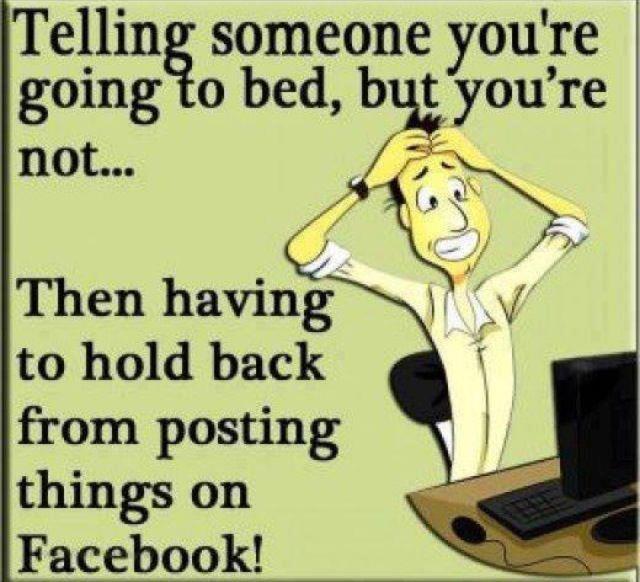 Telling someone you're
going to bed, but you're
not...
Then having
to hold back
from posting
things on
Facebook!